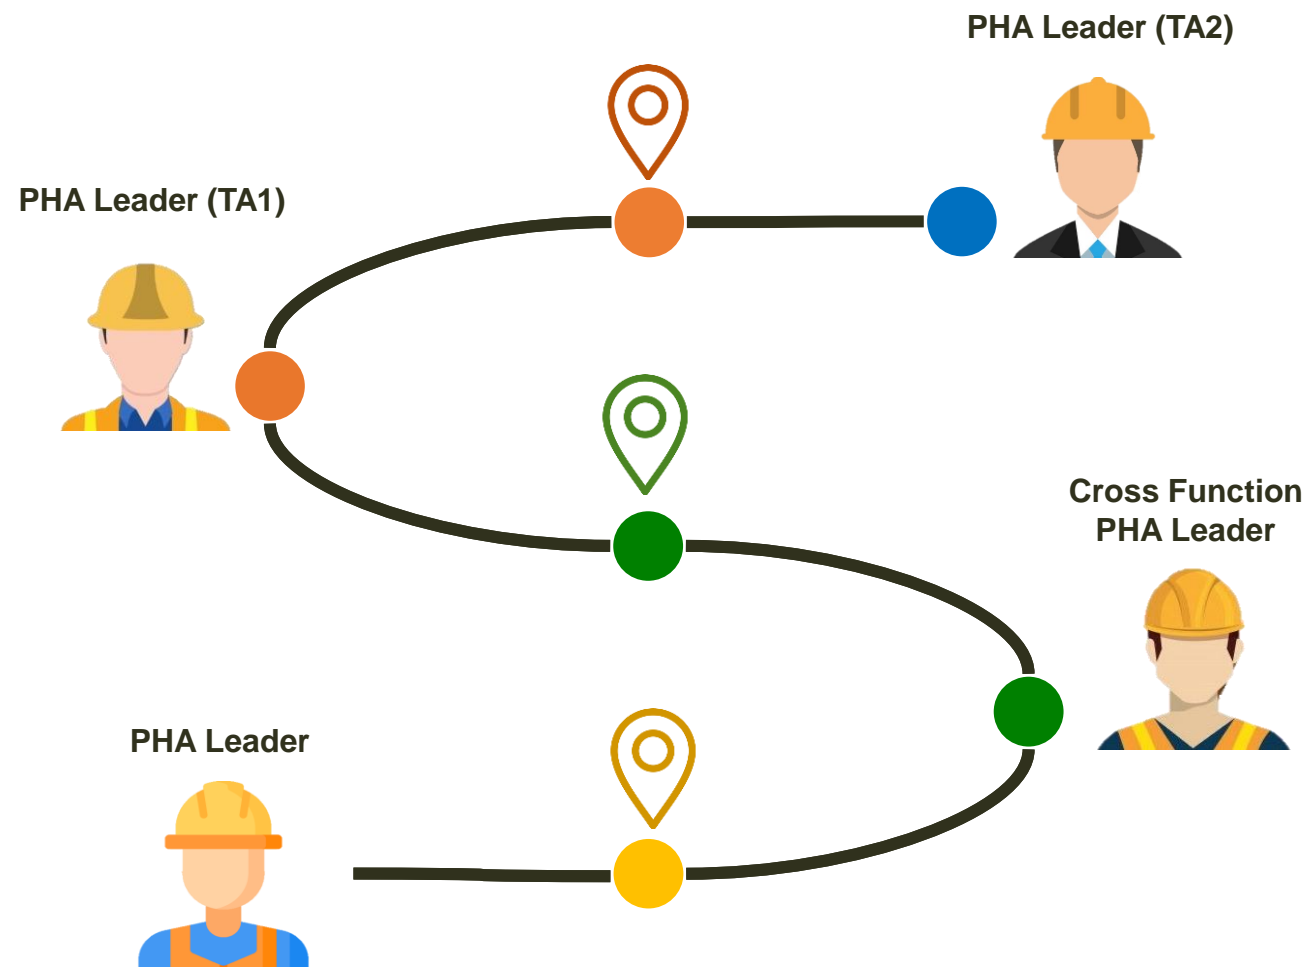 PHA Leader (TA2)
PHA Leader (TA1)
Cross Function
PHA Leader
PHA Leader